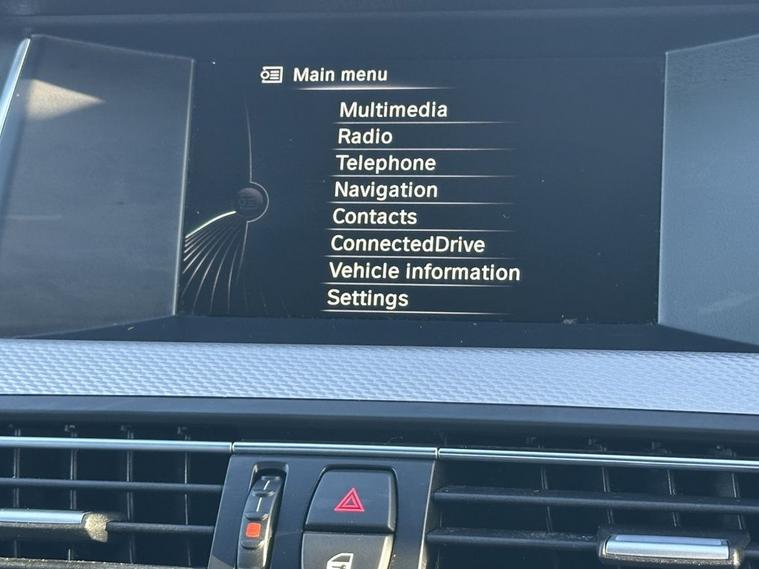 Main menu
Multimedia
Radio
Telephone
Navigation
Contacts
ConnectedDrive
Vehicle information
Settings